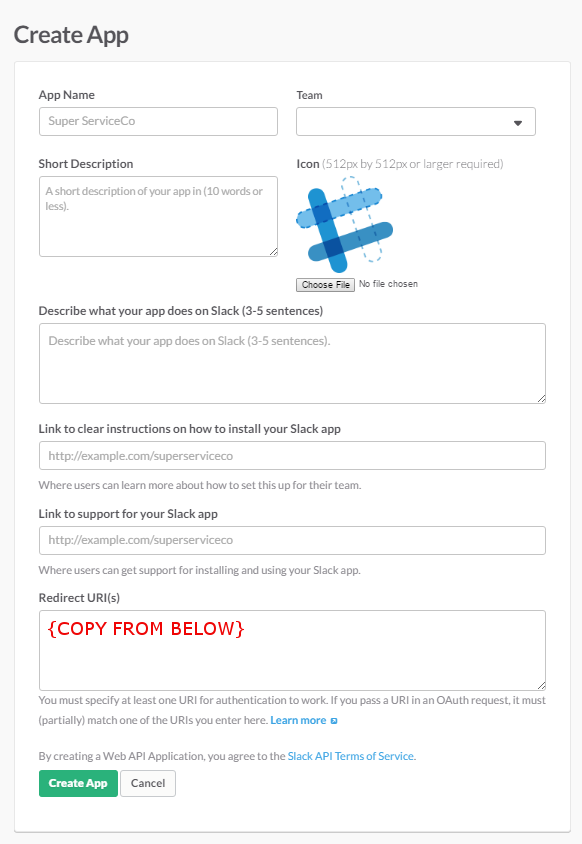 Create App
App Name
Super ServiceCo
Team
Short Description
A short description of your app in (10 words or
less).
Icon (512px by 512px or larger required)
Choose File No file chosen
Describe what your app does on Slack (3-5 sentences)
Describe what your app does on Slack (3-5 sentences).
Link to clear instructions on how to install your Slack app
http://example.com/superserviceco
Where users can learn more about how to set this up for their team.
Link to support for your Slack app
http://example.com/superserviceco
Where users can get support for installing and using your Slack app.
Redirect URI(s)
{COPY FROM BELOW}
You must specify at least one URI for authentication to work. If you pass a URI in an OAuth request, it must
(partially) match one of the URIs you enter here. Learn more
By creating a Web API Application, you agree to the Slack API Terms of Service.
Create App Cancel